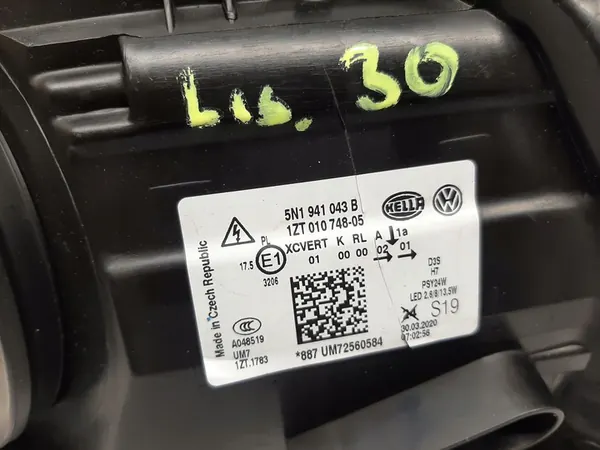 Lis. 30
5N1 941 043 B
1ZT 010 748-05
HELLA
PL
XCVERT K RL A 1a
17.5
E1
01 00 00 02 01
3206
D3S
H7
PSY24W
LED 2,6/8/13,5W
S19
Made in Czech Republic
CCC
A048519
UM7
1ZT.1783
30.03.2020
07:02:58
*887 UM72560584